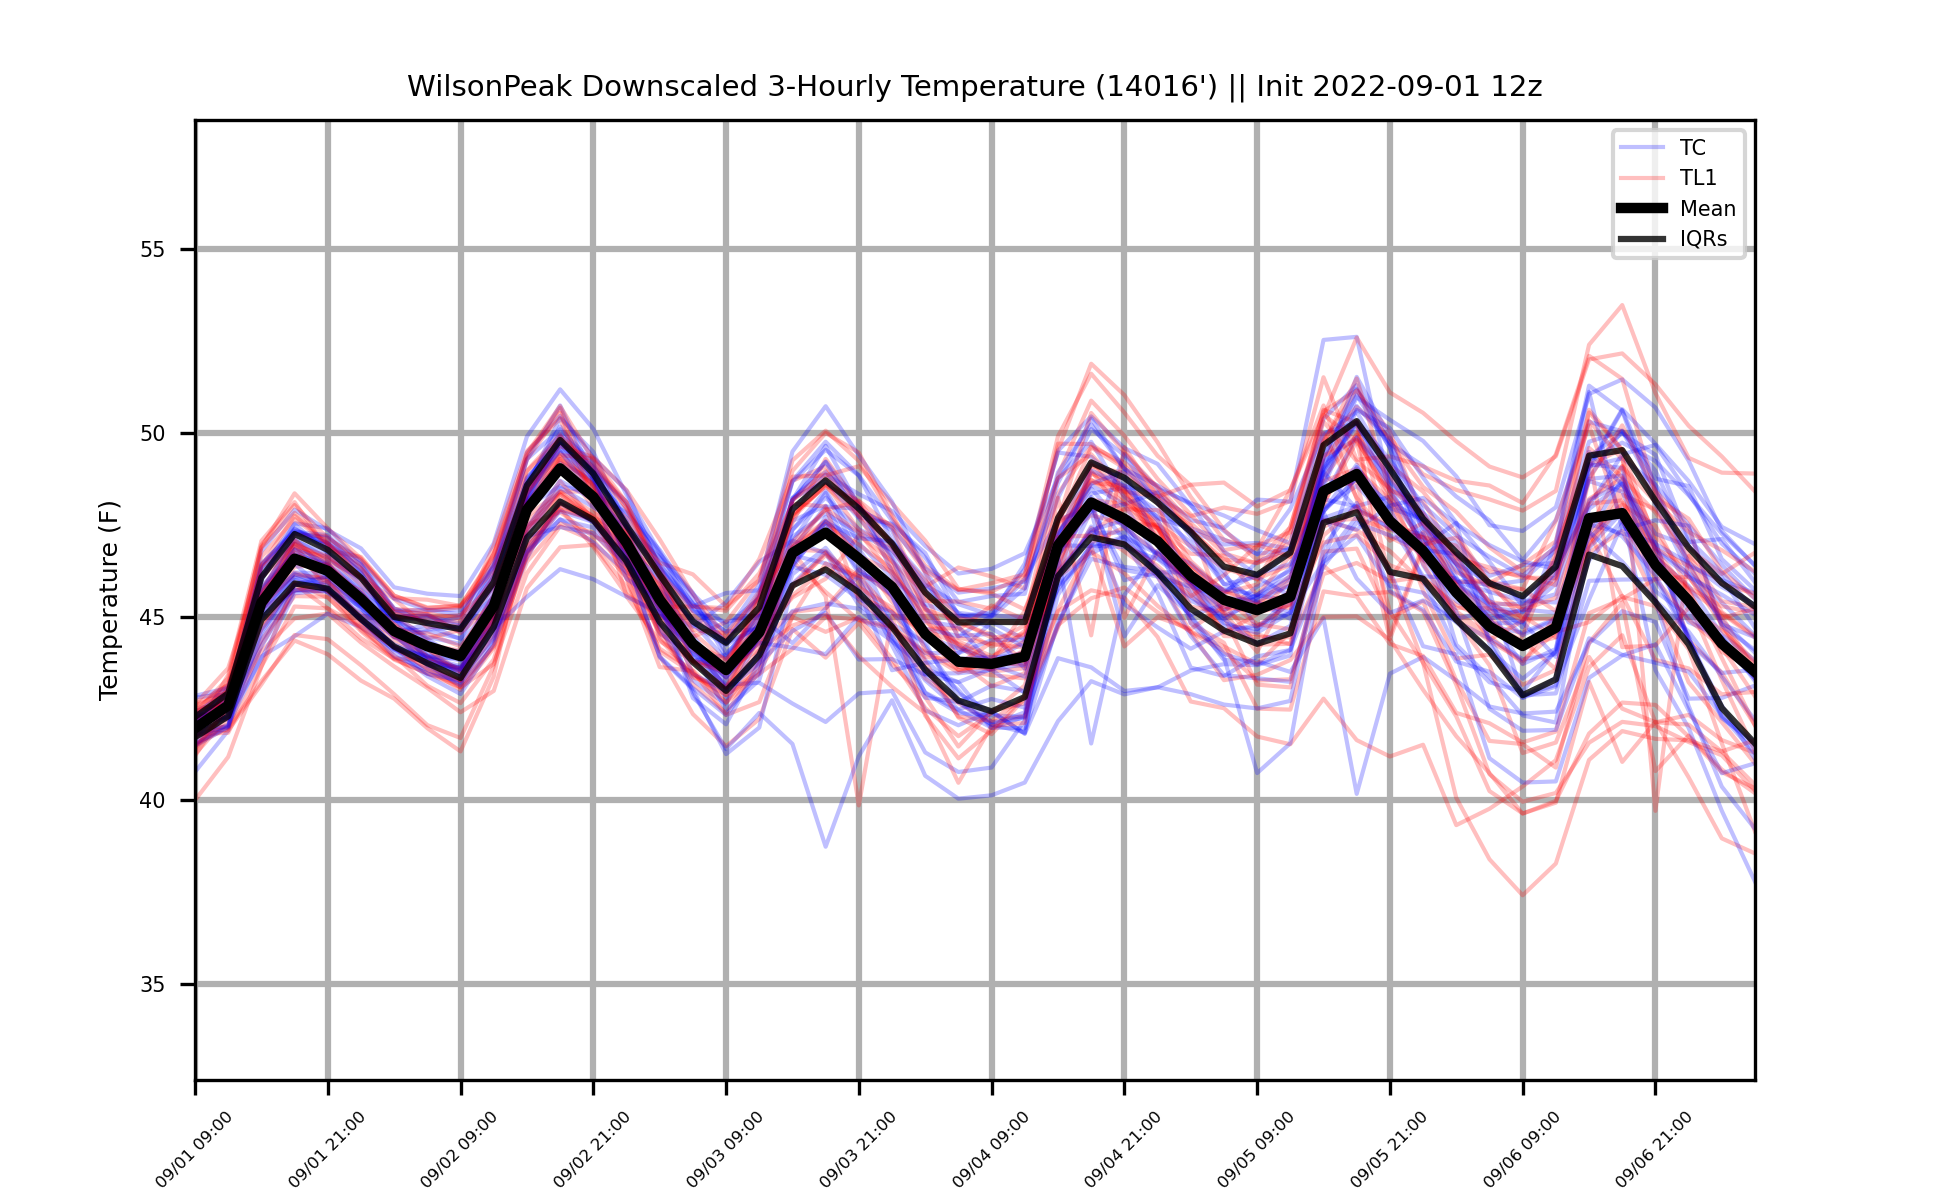 WilsonPeak Downscaled 3-Hourly Temperature (14016') || Init 2022-09-01 12z
TC
TL1
Mean
IQRs
Temperature (F)
55
50
45
40
35
09/01 09:00
09/01 21:00
09/02 09:00
09/02 21:00
09/03 09:00
09/03 21:00
09/04 09:00
09/04 21:00
09/05 09:00
09/05 21:00
09/06 09:00
09/06 21:00